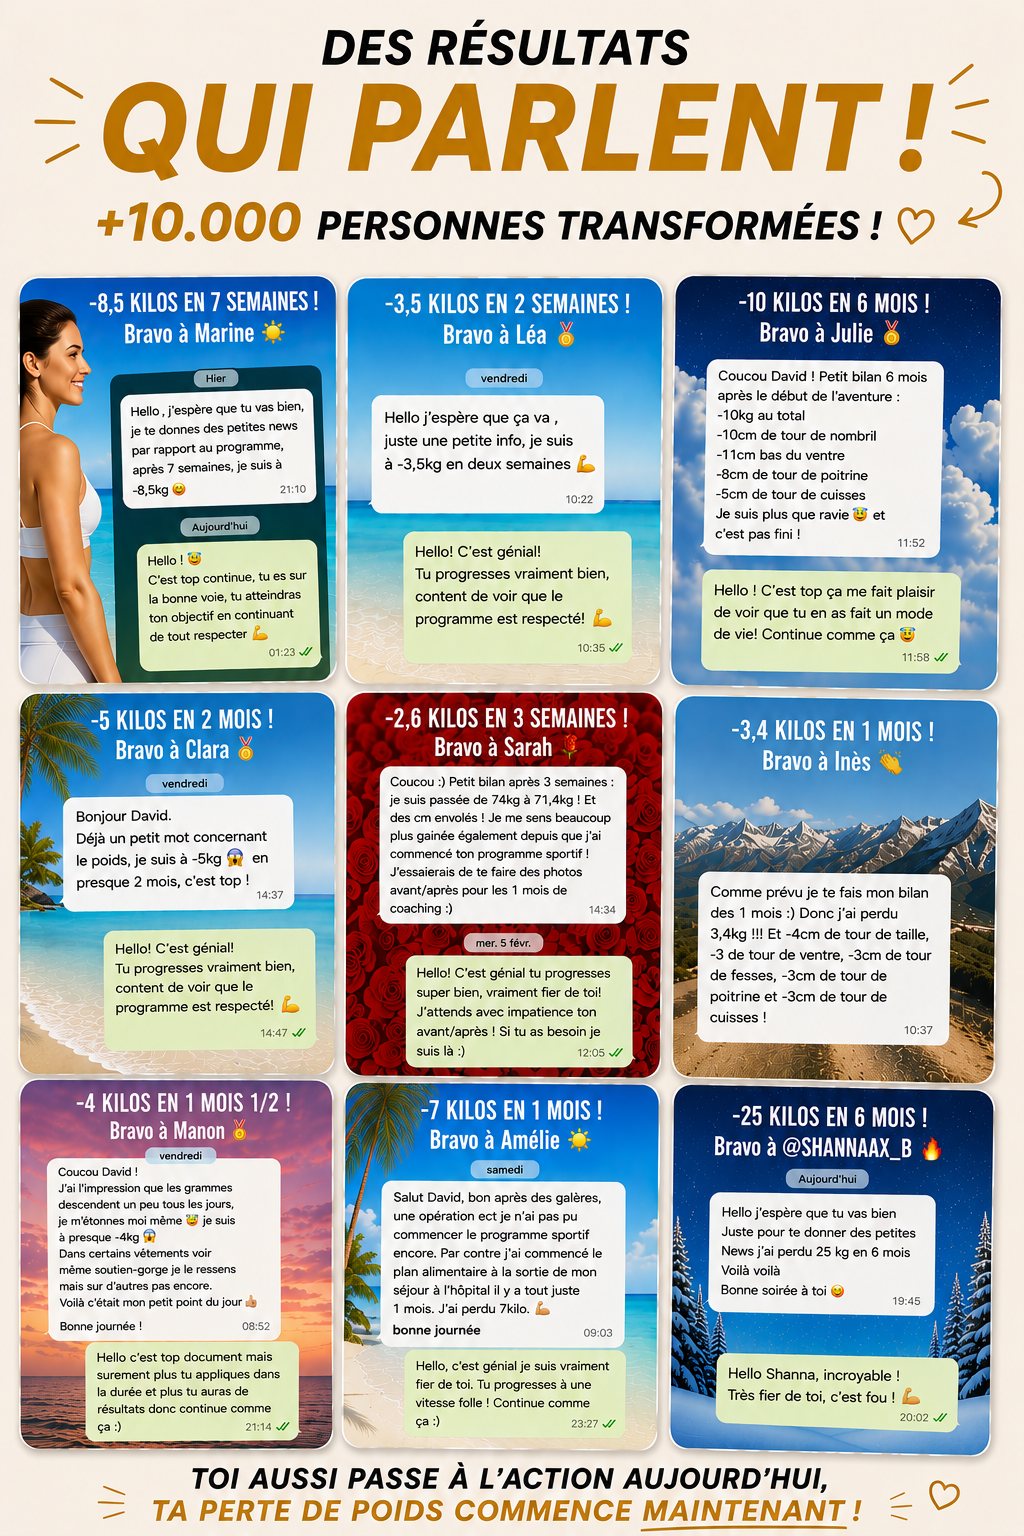 DES RÉSULTATS
QUI PARLENT !
+10.000 PERSONNES TRANSFORMÉES !
-8,5 KILOS EN 7 SEMAINES !
Bravo à Marine
Hier
Hello , j'espère que tu vas bien,
je te donnes des petites news
par rapport au programme,
après 7 semaines, je suis à
-8,5kg 😊
21:10
Aujourd'hui
Hello ! 😇
C'est top continue, tu es sur
la bonne voie, tu atteindras
ton objectif en continuant
de tout respecter 💪
01:23
-3,5 KILOS EN 2 SEMAINES !
Bravo à Léa 🏅
vendredi
Hello j'espère que ça va ,
juste une petite info, je suis
à -3,5kg en deux semaines 💪
10:22
Hello! C'est génial!
Tu progresses vraiment bien,
content de voir que le
programme est respecté! 💪
10:35
-10 KILOS EN 6 MOIS !
Bravo à Julie 🏅
Coucou David ! Petit bilan 6 mois
après le début de l'aventure :
-10kg au total
-10cm de tour de nombril
-11cm bas du ventre
-8cm de tour de poitrine
-5cm de tour de cuisses
Je suis plus que ravie 😇 et
c'est pas fini !
11:52
Hello ! C'est top ça me fait plaisir
de voir que tu en as fait un mode
de vie! Continue comme ça 😇
11:58
-5 KILOS EN 2 MOIS !
Bravo à Clara 🏅
vendredi
Bonjour David.
Déjà un petit mot concernant
le poids, je suis à -5kg 😱 en
presque 2 mois, c'est top !
14:37
Hello! C'est génial!
Tu progresses vraiment bien,
content de voir que le
programme est respecté! 💪
14:47
-2,6 KILOS EN 3 SEMAINES !
Bravo à Sarah 🌹
Coucou :) Petit bilan après 3 semaines :
je suis passée de 74kg à 71,4kg ! Et
des cm envolés ! Je me sens beaucoup
plus gainée également depuis que j'ai
commencé ton programme sportif !
J'essaierais de te faire des photos
avant/après pour les 1 mois de
coaching :)
14:34
mer. 5 févr.
Hello! C'est génial tu progresses
super bien, vraiment fier de toi!
J'attends avec impatience ton
avant/après ! Si tu as besoin je
suis là :)
12:05
-3,4 KILOS EN 1 MOIS !
Bravo à Inès 👏
Comme prévu je te fais mon bilan
des 1 mois :) Donc j'ai perdu
3,4kg !!! Et -4cm de tour de taille,
-3 de tour de ventre, -3cm de tour
de fesses, -3cm de tour de
poitrine et -3cm de tour de
cuisses !
10:37
-4 KILOS EN 1 MOIS 1/2 !
Bravo à Manon 🏅
vendredi
Coucou David !
J'ai l'impression que les grammes
descendent un peu tous les jours,
je m'étonnes moi même 😇 je suis
à presque -4kg 😱
Dans certains vêtements voir
même soutien-gorge je le ressens
mais sur d'autres pas encore.
Voilà c'était mon petit point du jour 👍
Bonne journée !
08:52
Hello c'est top document mais
surement plus tu appliques dans
la durée et plus tu auras de
résultats donc continue comme
ça :)
21:14
-7 KILOS EN 1 MOIS !
Bravo à Amélie
samedi
Salut David, bon après des galères,
une opération ect je n'ai pas pu
commencer le programme sportif
encore. Par contre j'ai commencé le
plan alimentaire à la sortie de mon
séjour à l'hôpital il y a tout juste
1 mois. J'ai perdu 7kilo. 💪
bonne journée
09:03
Hello, c'est génial je suis vraiment
fier de toi. Tu progresses à une
vitesse folle ! Continue comme
ça :)
23:27
-25 KILOS EN 6 MOIS !
Bravo à @SHANNAAX_B 🔥
Aujourd'hui
Hello j'espère que tu vas bien
Juste pour te donner des petites
News j'ai perdu 25 kg en 6 mois
Voilà voilà
Bonne soirée à toi 😊
19:45
Hello Shanna, incroyable !
Très fier de toi, c'est fou ! 💪
20:02
TOI AUSSI PASSE À L'ACTION AUJOURD'HUI,
TA PERTE DE POIDS COMMENCE MAINTENANT !